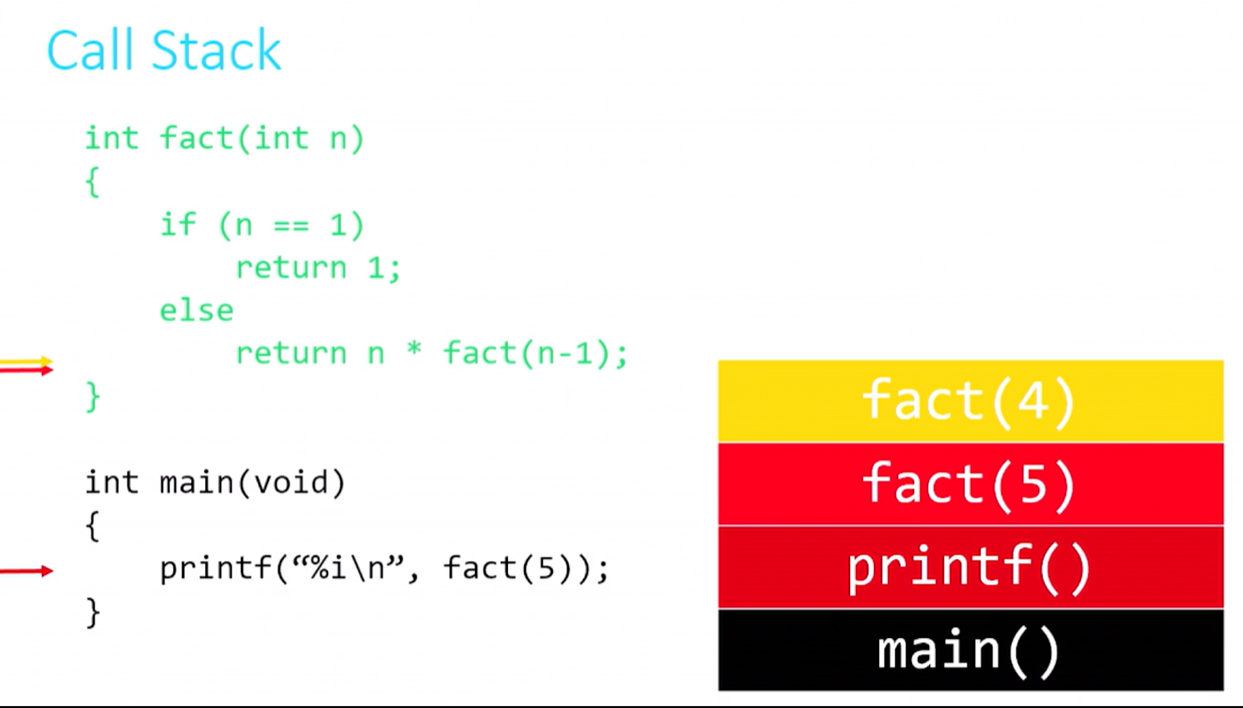 Call Stack
int fact(int n)
{
    if (n == 1)
        return 1;
    else
        return n * fact(n-1);
}
int main(void)
{
    printf(“%i\n”, fact(5));
}
fact(4)
fact(5)
printf()
main()